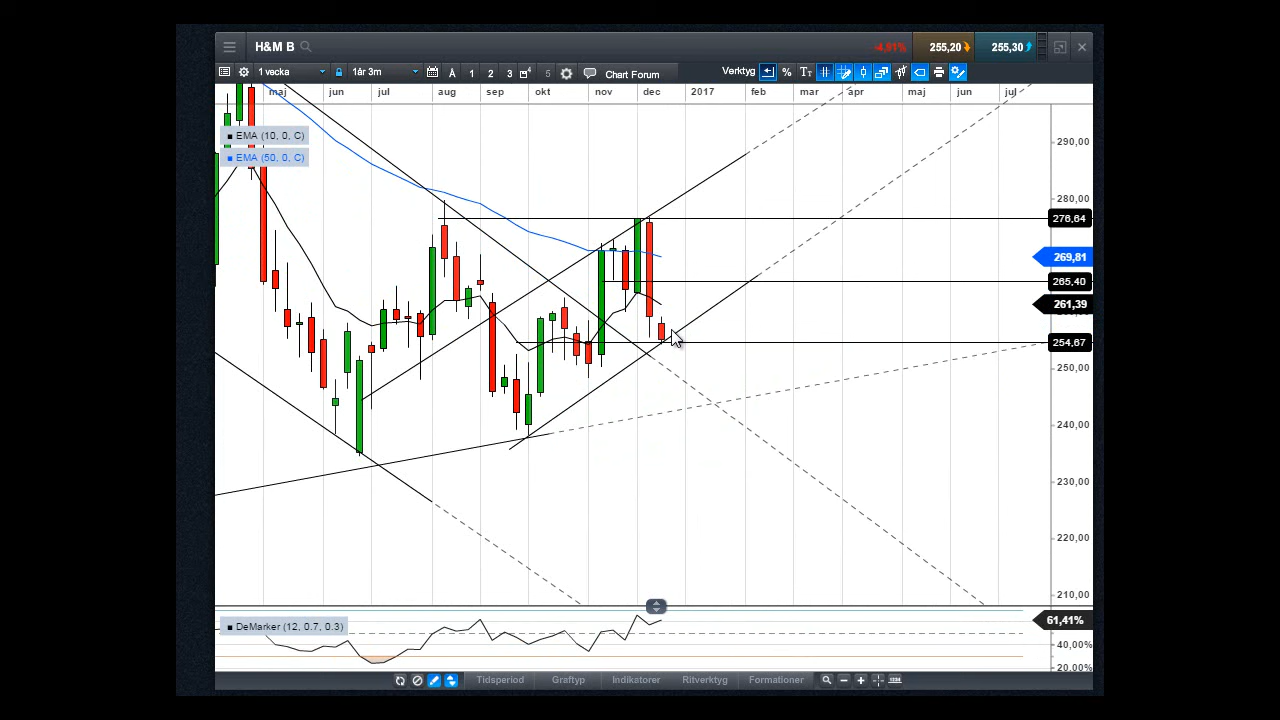 H&M B
-4,91% 255,20 255,30
1 vecka 1år 3m A 1 2 3 5 Chart Forum Verktyg % TT
maj jun jul aug sep okt nov dec 2017 feb mar apr maj jun jul
EMA (10, 0, C)
EMA (50, 0, C)
290,00
280,00
276,64
269,81
265,40
261,39
254,67
250,00
240,00
230,00
220,00
210,00
DeMarker (12, 0.7, 0.3)
61,41%
40,00%
20,00%
Tidsperiod Graftyp Indikatorer Ritverktyg Formationer